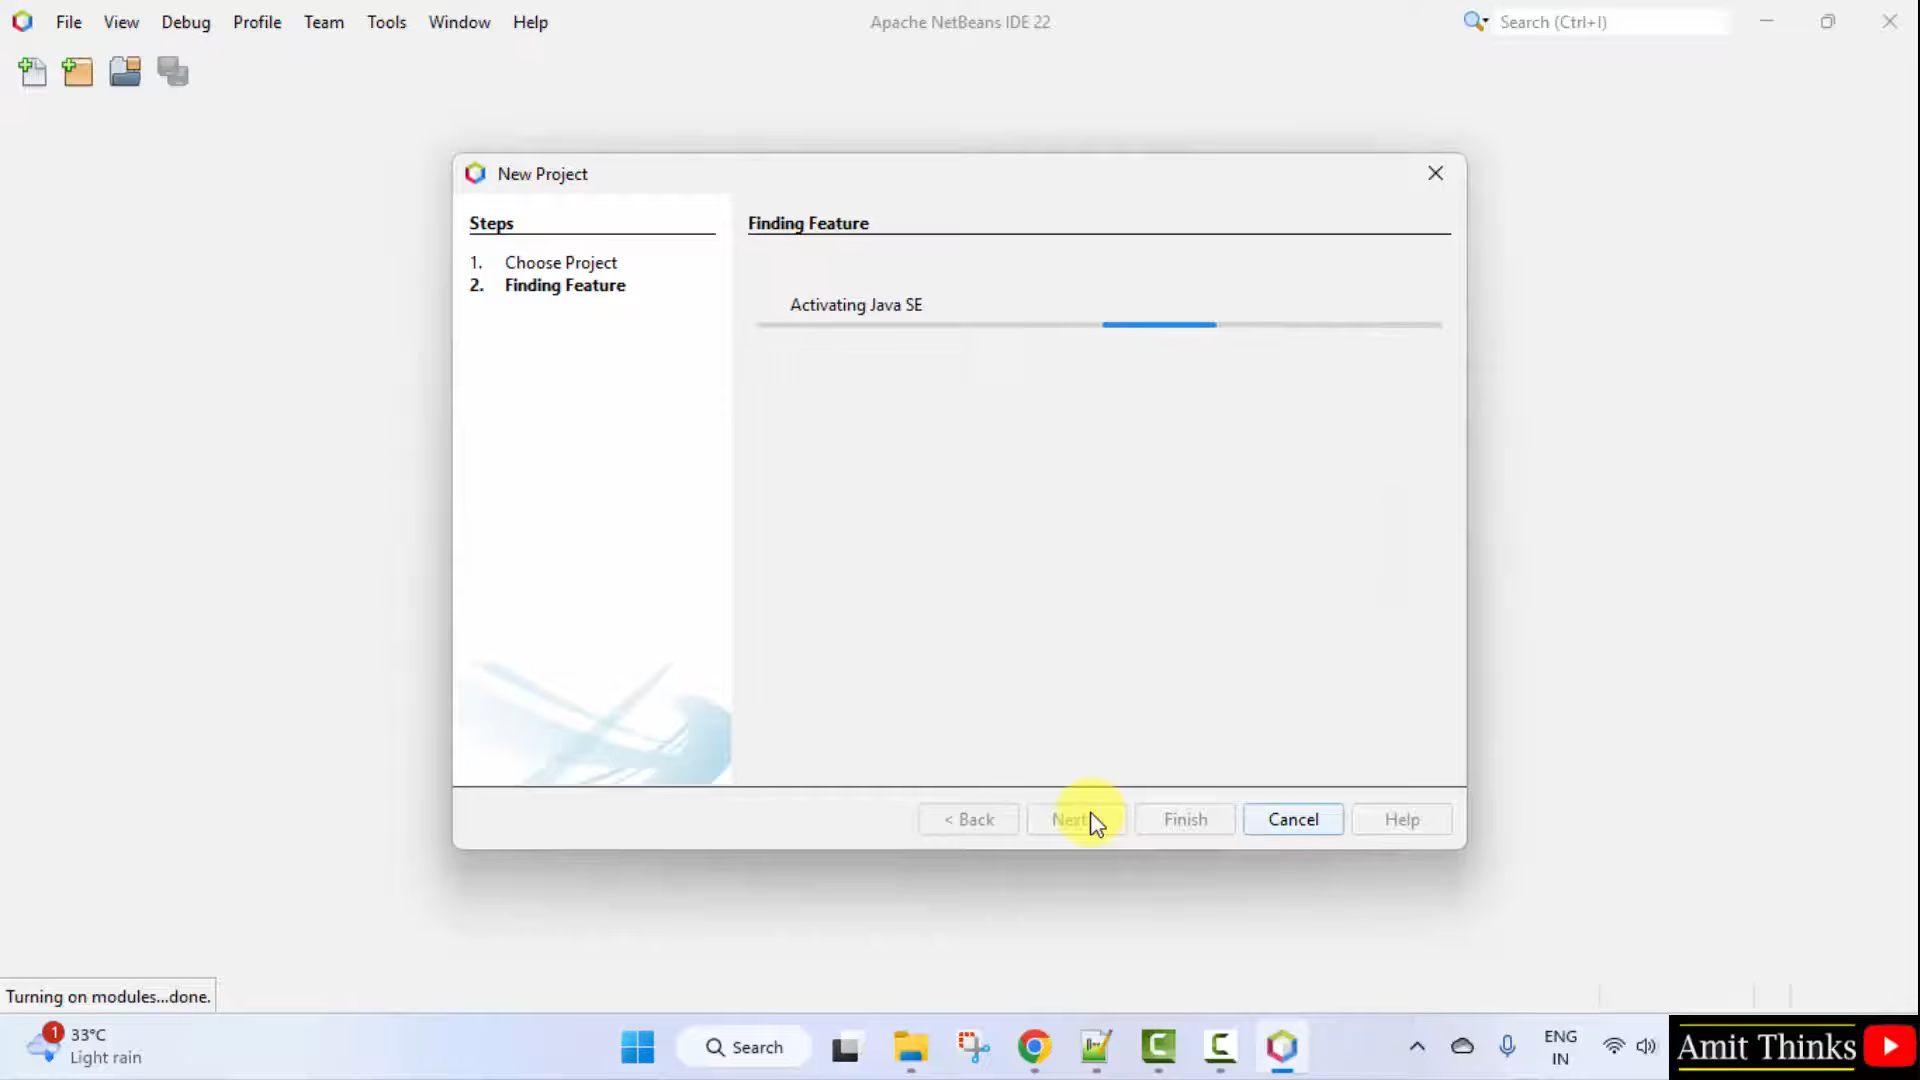 File View Debug Profile Team Tools Window Help
Apache NetBeans IDE 22
Search (Ctrl+I)
New Project
Steps
1. Choose Project
2. Finding Feature
Finding Feature
Activating Java SE
< Back
Next
Finish
Cancel
Help
Turning on modules...done.
1
33°C
Light rain
Search
ENG
IN
Amit Thinks